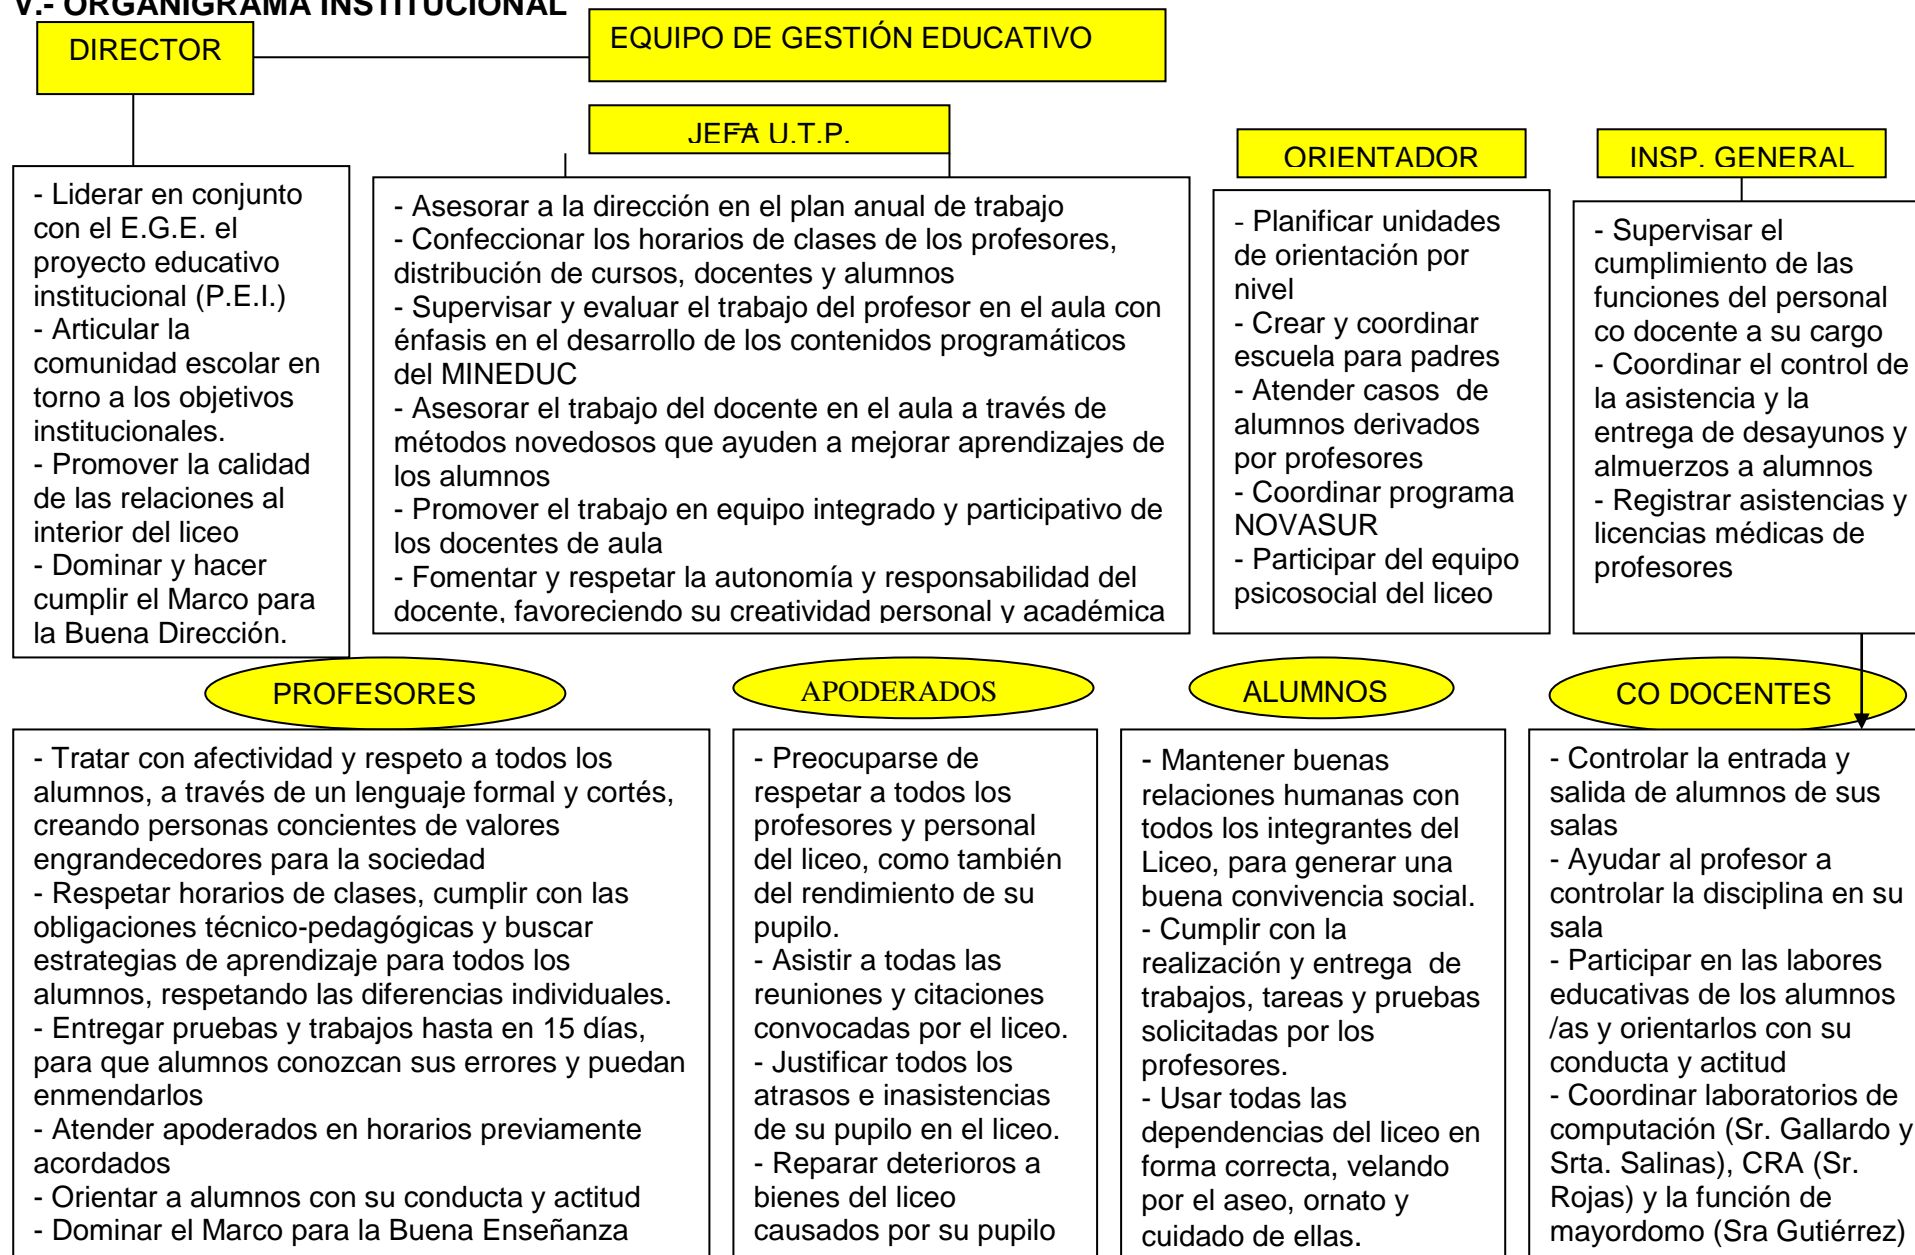 V.- ORGANIGRAMA INSTITUCIONAL
DIRECTOR
EQUIPO DE GESTIÓN EDUCATIVO
JEFA U.T.P.
ORIENTADOR
INSP. GENERAL
- Liderar en conjunto
con el E.G.E. el
proyecto educativo
institucional (P.E.I.)
- Articular la
comunidad escolar en
torno a los objetivos
institucionales.
- Promover la calidad
de las relaciones al
interior del liceo
- Dominar y hacer
cumplir el Marco para
la Buena Dirección.
- Asesorar a la dirección en el plan anual de trabajo
- Confeccionar los horarios de clases de los profesores,
distribución de cursos, docentes y alumnos
- Supervisar y evaluar el trabajo del profesor en el aula con
énfasis en el desarrollo de los contenidos programáticos
del MINEDUC
- Asesorar el trabajo del docente en el aula a través de
métodos novedosos que ayuden a mejorar aprendizajes de
los alumnos
- Promover el trabajo en equipo integrado y participativo de
los docentes de aula
- Fomentar y respetar la autonomía y responsabilidad del
docente, favoreciendo su creatividad personal y académica
- Planificar unidades
de orientación por
nivel
- Crear y coordinar
escuela para padres
- Atender casos de
alumnos derivados
por profesores
- Coordinar programa
NOVASUR
- Participar del equipo
psicosocial del liceo
- Supervisar el
cumplimiento de las
funciones del personal
co docente a su cargo
- Coordinar el control de
la asistencia y la
entrega de desayunos y
almuerzos a alumnos
- Registrar asistencias y
licencias médicas de
profesores
PROFESORES
APODERADOS
ALUMNOS
CO DOCENTES
- Tratar con afectividad y respeto a todos los
alumnos, a través de un lenguaje formal y cortés,
creando personas concientes de valores
engrandecedores para la sociedad
- Respetar horarios de clases, cumplir con las
obligaciones técnico-pedagógicas y buscar
estrategias de aprendizaje para todos los
alumnos, respetando las diferencias individuales.
- Entregar pruebas y trabajos hasta en 15 días,
para que alumnos conozcan sus errores y puedan
enmendarlos
- Atender apoderados en horarios previamente
acordados
- Orientar a alumnos con su conducta y actitud
- Dominar el Marco para la Buena Enseñanza
- Preocuparse de
respetar a todos los
profesores y personal
del liceo, como también
del rendimiento de su
pupilo.
- Asistir a todas las
reuniones y citaciones
convocadas por el liceo.
- Justificar todos los
atrasos e inasistencias
de su pupilo en el liceo.
- Reparar deterioros a
bienes del liceo
causados por su pupilo
- Mantener buenas
relaciones humanas con
todos los integrantes del
Liceo, para generar una
buena convivencia social.
- Cumplir con la
realización y entrega de
trabajos, tareas y pruebas
solicitadas por los
profesores.
- Usar todas las
dependencias del liceo en
forma correcta, velando
por el aseo, ornato y
cuidado de ellas.
- Controlar la entrada y
salida de alumnos de sus
salas
- Ayudar al profesor a
controlar la disciplina en su
sala
- Participar en las labores
educativas de los alumnos
/as y orientarlos con su
conducta y actitud
- Coordinar laboratorios de
computación (Sr. Gallardo y
Srta. Salinas), CRA (Sr.
Rojas) y la función de
mayordomo (Sra Gutiérrez)